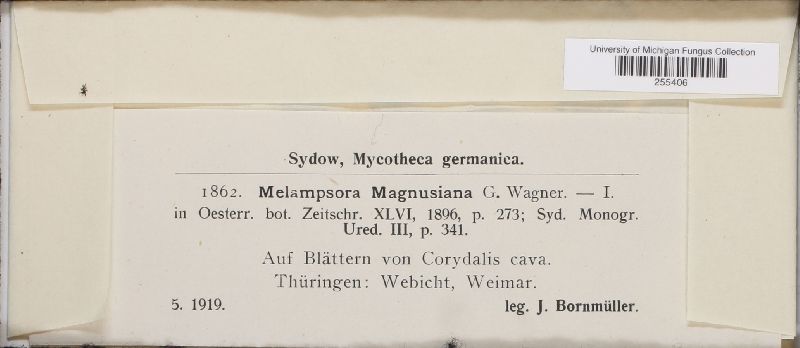 University of Michigan Fungus Collection
255406
Sydow, Mycotheca germanica.
1862. Melampsora Magnusiana G. Wagner. — I.
in Oesterr. bot. Zeitschr. XLVI, 1896, p. 273; Syd. Monogr.
Ured. III, p. 341.
Auf Blättern von Corydalis cava.
Thüringen: Webicht, Weimar.
5. 1919. leg. J. Bornmüller.